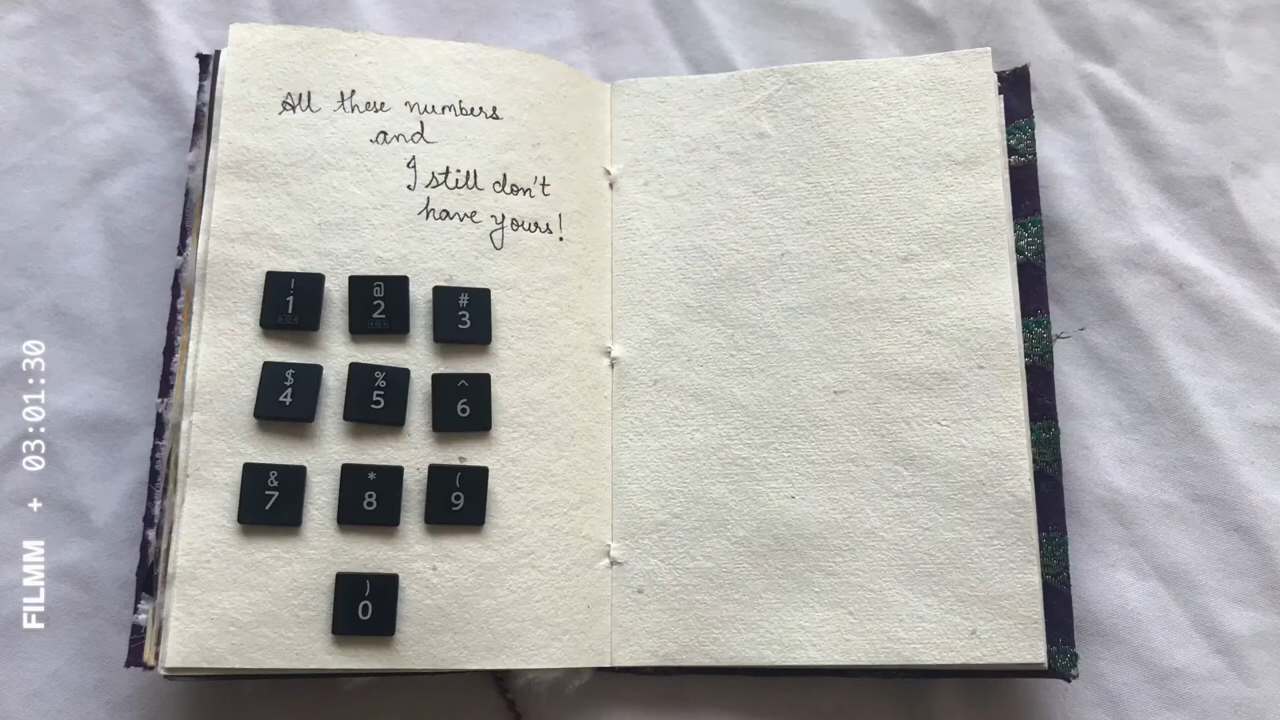 All these numbers
and
I still don't
have yours!
! @ #
1 2 3
$ % ^
4 5 6
& * (
7 8 9
)
0
FILMM + 03:01:30